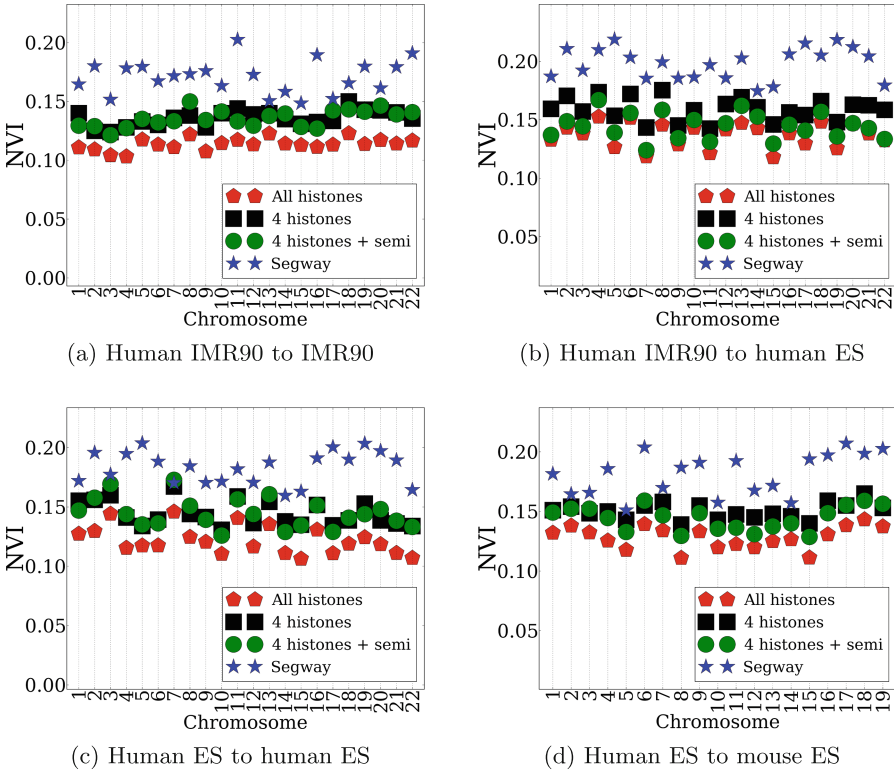 0.20
0.15
0.10
0.05
0.00
NVI
All histones
4 histones
4 histones + semi
Segway
1 2 3 4 5 6 7 8 9 10 11 12 13 14 15 16 17 18 19 20 21 22
Chromosome
(a) Human IMR90 to IMR90
0.20
0.15
0.10
0.05
NVI
All histones
4 histones
4 histones + semi
Segway
1 2 3 4 5 6 7 8 9 10 11 12 13 14 15 16 17 18 19 20 21 22
Chromosome
(b) Human IMR90 to human ES
0.20
0.15
0.10
0.05
0.00
NVI
All histones
4 histones
4 histones + semi
Segway
1 2 3 4 5 6 7 8 9 10 11 12 13 14 15 16 17 18 19 20 21 22
Chromosome
(c) Human ES to human ES
0.20
0.15
0.10
0.05
NVI
All histones
4 histones
4 histones + semi
Segway
1 2 3 4 5 6 7 8 9 10 11 12 13 14 15 16 17 18 19
Chromosome
(d) Human ES to mouse ES